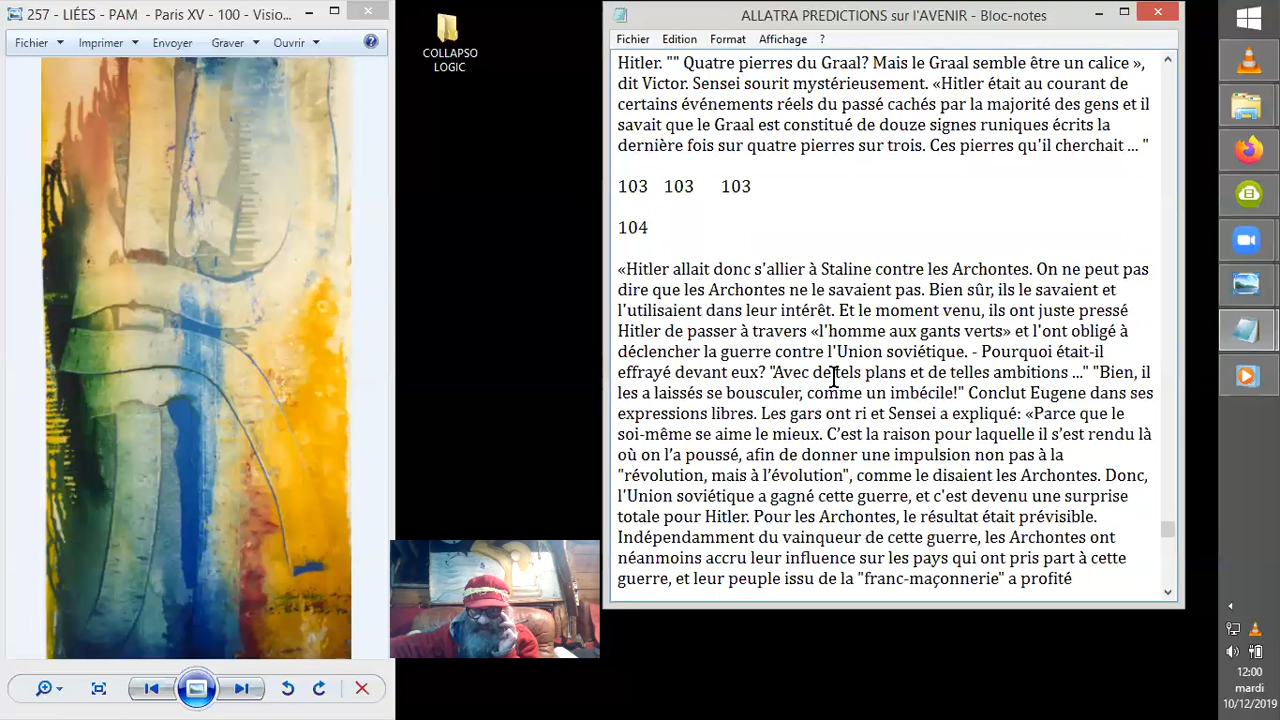 257 - LIÉES - PAM - Paris XV - 100 - Visio...
Fichier Imprimer Envoyer Graver Ouvrir
COLLAPSO
LOGIC
ALLATRA PREDICTIONS sur l'AVENIR - Bloc-notes
Fichier Edition Format Affichage ?
Hitler. "" Quatre pierres du Graal? Mais le Graal semble être un calice »,
dit Victor. Sensei sourit mystérieusement. «Hitler était au courant de
certains événements réels du passé cachés par la majorité des gens et il
savait que le Graal est constitué de douze signes runiques écrits la
dernière fois sur quatre pierres sur trois. Ces pierres qu'il cherchait ... "
103 103 103
104
«Hitler allait donc s'allier à Staline contre les Archontes. On ne peut pas
dire que les Archontes ne le savaient pas. Bien sûr, ils le savaient et
l'utilisaient dans leur intérêt. Et le moment venu, ils ont juste pressé
Hitler de passer à travers «l'homme aux gants verts» et l'ont obligé à
déclencher la guerre contre l'Union soviétique. - Pourquoi était-il
effrayé devant eux? "Avec de tels plans et de telles ambitions ..." "Bien, il
les a laissés se bousculer, comme un imbécile!" Conclut Eugene dans ses
expressions libres. Les gars ont ri et Sensei a expliqué: «Parce que le
soi-même se aime le mieux. C’est la raison pour laquelle il s’est rendu là
où on l’a poussé, afin de donner une impulsion non pas à la
"révolution, mais à l’évolution", comme le disaient les Archontes. Donc,
l'Union soviétique a gagné cette guerre, et c'est devenu une surprise
totale pour Hitler. Pour les Archontes, le résultat était prévisible.
Indépendamment du vainqueur de cette guerre, les Archontes ont
néanmoins accru leur influence sur les pays qui ont pris part à cette
guerre, et leur peuple issu de la "franc-maçonnerie" a profité
12:00
mardi
10/12/2019